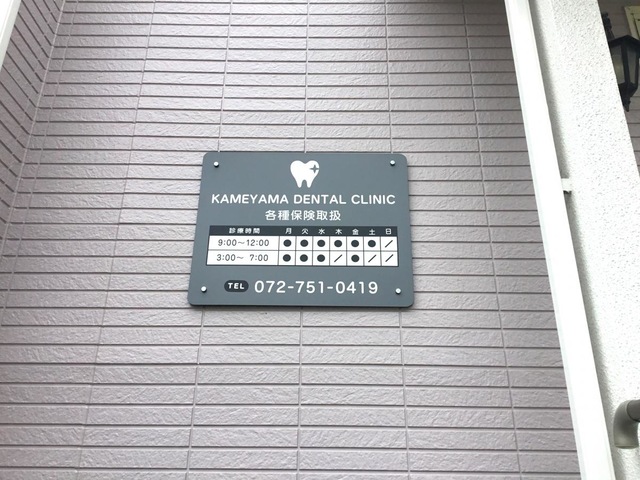 KAMEYAMA DENTAL CLINIC
各種保険取扱
診療時間 月 火 水 木 金 土 日
9:00～12:00 ● ● ● ● ● ● ／
3:00～ 7:00 ● ● ● ／ ● ／ ／
TEL 072-751-0419